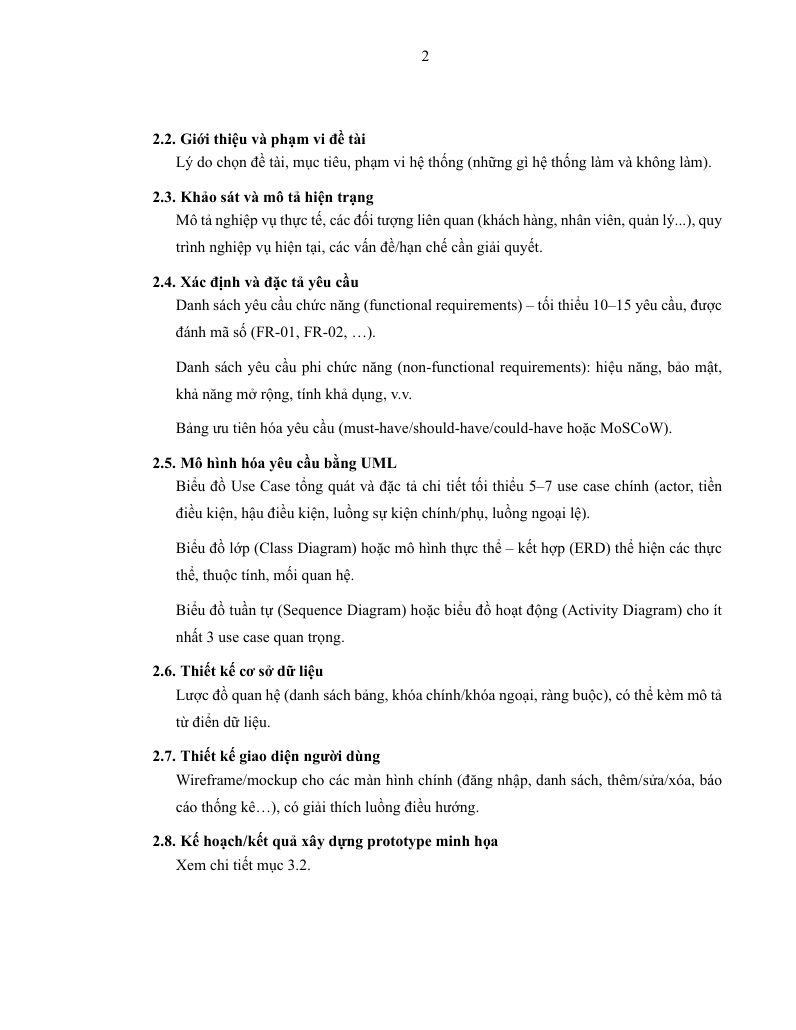 2
2.2. Giới thiệu và phạm vi đề tài
Lý do chọn đề tài, mục tiêu, phạm vi hệ thống (những gì hệ thống làm và không làm).
2.3. Khảo sát và mô tả hiện trạng
Mô tả nghiệp vụ thực tế, các đối tượng liên quan (khách hàng, nhân viên, quản lý...), quy
trình nghiệp vụ hiện tại, các vấn đề/hạn chế cần giải quyết.
2.4. Xác định và đặc tả yêu cầu
Danh sách yêu cầu chức năng (functional requirements) – tối thiểu 10–15 yêu cầu, được
đánh mã số (FR-01, FR-02, …).
Danh sách yêu cầu phi chức năng (non-functional requirements): hiệu năng, bảo mật,
khả năng mở rộng, tính khả dụng, v.v.
Bảng ưu tiên hóa yêu cầu (must-have/should-have/could-have hoặc MoSCoW).
2.5. Mô hình hóa yêu cầu bằng UML
Biểu đồ Use Case tổng quát và đặc tả chi tiết tối thiểu 5–7 use case chính (actor, tiền
điều kiện, hậu điều kiện, luồng sự kiện chính/phụ, luồng ngoại lệ).
Biểu đồ lớp (Class Diagram) hoặc mô hình thực thể – kết hợp (ERD) thể hiện các thực
thể, thuộc tính, mối quan hệ.
Biểu đồ tuần tự (Sequence Diagram) hoặc biểu đồ hoạt động (Activity Diagram) cho ít
nhất 3 use case quan trọng.
2.6. Thiết kế cơ sở dữ liệu
Lược đồ quan hệ (danh sách bảng, khóa chính/khóa ngoại, ràng buộc), có thể kèm mô tả
từ điển dữ liệu.
2.7. Thiết kế giao diện người dùng
Wireframe/mockup cho các màn hình chính (đăng nhập, danh sách, thêm/sửa/xóa, báo
cáo thống kê…), có giải thích luồng điều hướng.
2.8. Kế hoạch/kết quả xây dựng prototype minh họa
Xem chi tiết mục 3.2.